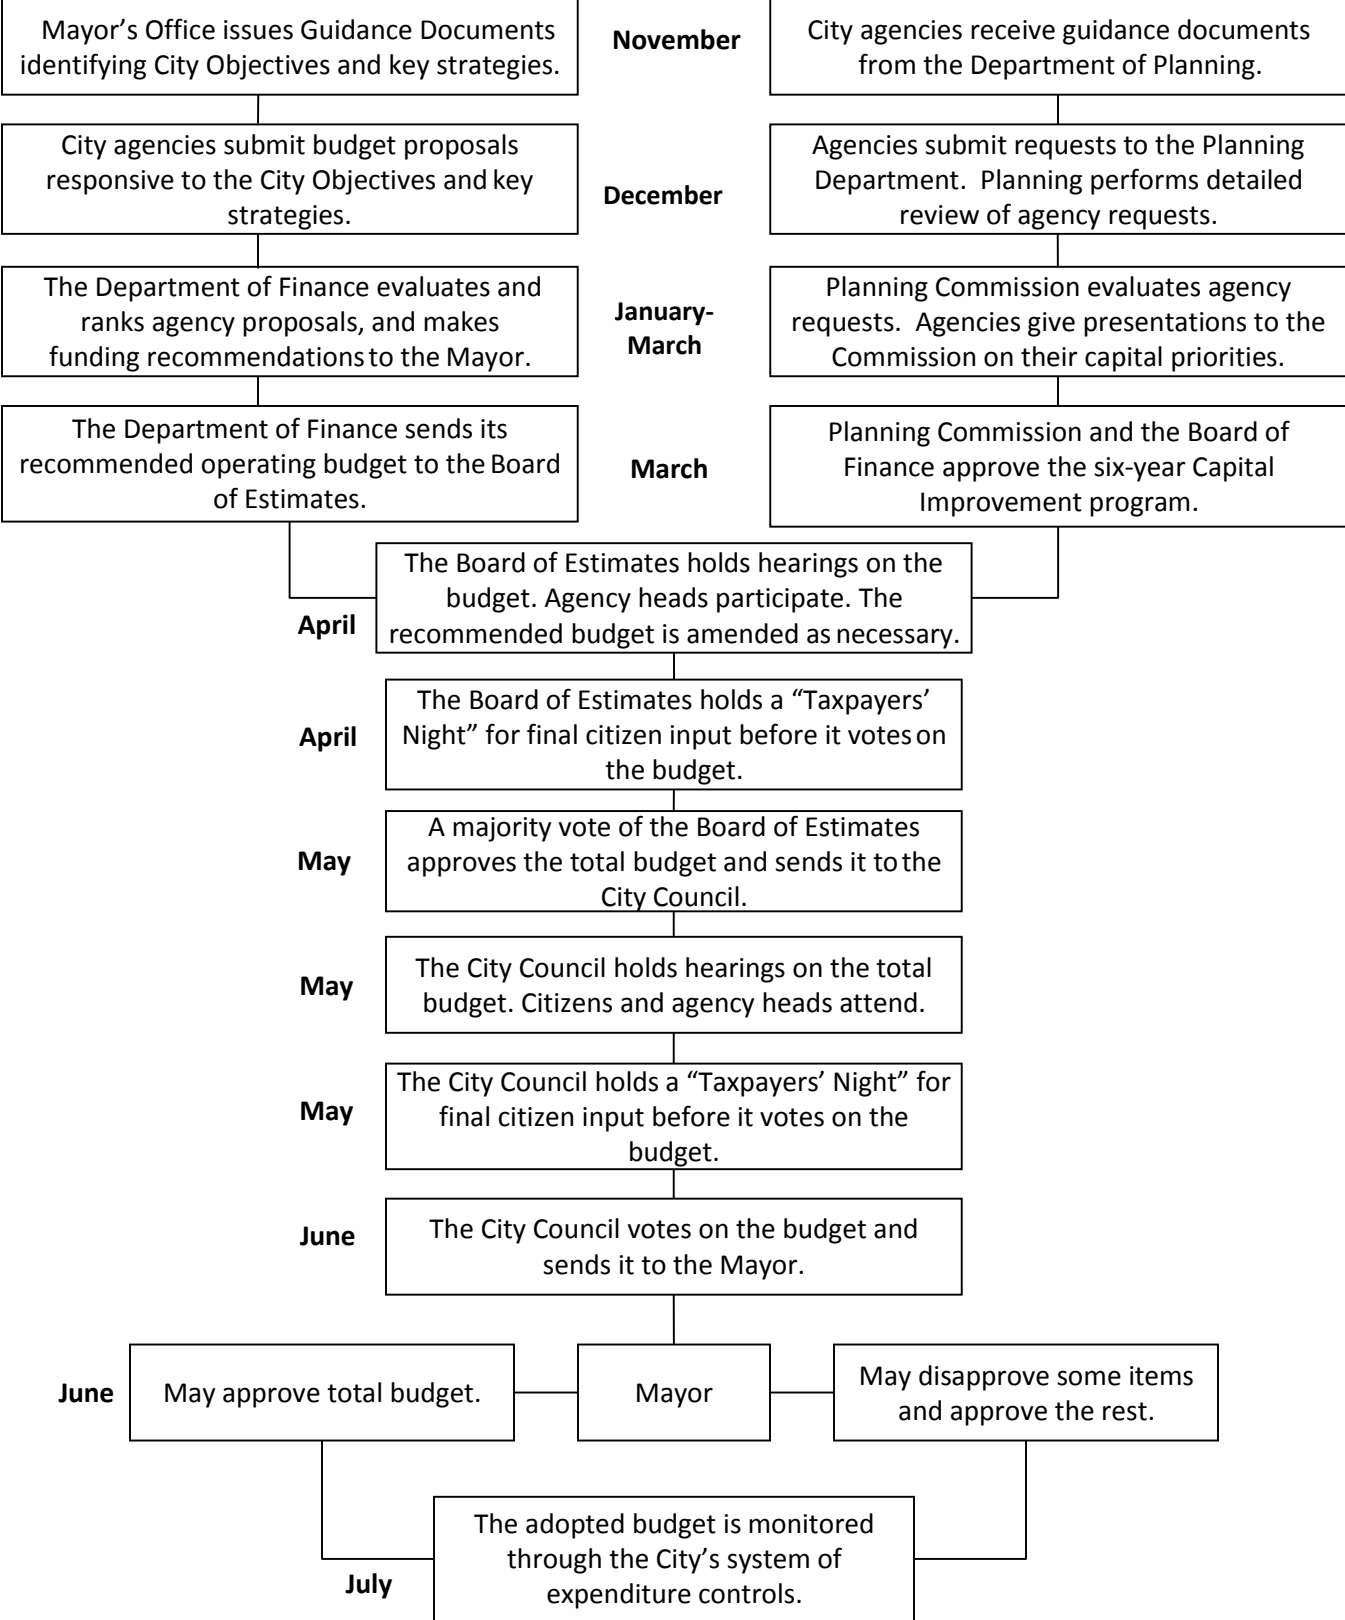 Mayor’s Office issues Guidance Documents
identifying City Objectives and key strategies.
November
City agencies receive guidance documents
from the Department of Planning.
City agencies submit budget proposals
responsive to the City Objectives and key
strategies.
December
Agencies submit requests to the Planning
Department.  Planning performs detailed
review of agency requests.
The Department of Finance evaluates and
ranks agency proposals, and makes
funding recommendations to the Mayor.
January-
March
Planning Commission evaluates agency
requests.  Agencies give presentations to the
Commission on their capital priorities.
The Department of Finance sends its
recommended operating budget to the Board
of Estimates.
March
Planning Commission and the Board of
Finance approve the six-year Capital
Improvement program.
April
The Board of Estimates holds hearings on the
budget. Agency heads participate. The
recommended budget is amended as necessary.
April
The Board of Estimates holds a “Taxpayers’
Night” for final citizen input before it votes on
the budget.
May
A majority vote of the Board of Estimates
approves the total budget and sends it to the
City Council.
May
The City Council holds hearings on the total
budget. Citizens and agency heads attend.
May
The City Council holds a “Taxpayers’ Night” for
final citizen input before it votes on the
budget.
June
The City Council votes on the budget and
sends it to the Mayor.
June
May approve total budget.
Mayor
May disapprove some items
and approve the rest.
July
The adopted budget is monitored
through the City’s system of
expenditure controls.